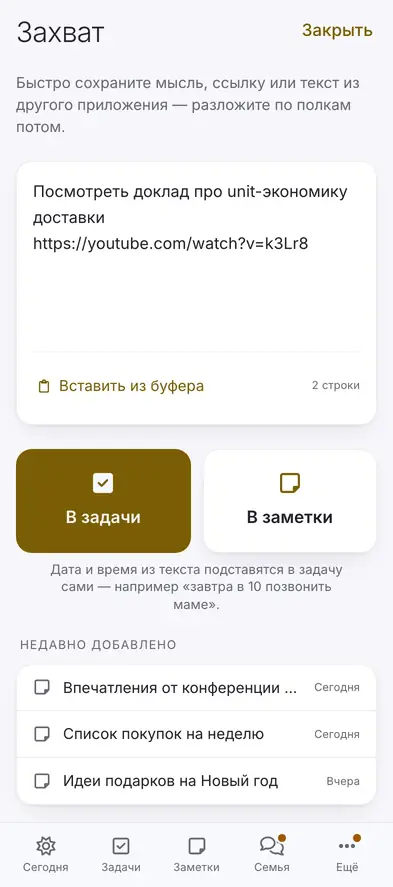 Захват
Закрыть
Быстро сохраните мысль, ссылку или текст из
другого приложения — разложите по полкам
потом.
Посмотреть доклад про unit-экономику
доставки
https://youtube.com/watch?v=k3Lr8
Вставить из буфера
2 строки
В задачи
В заметки
Дата и время из текста подставятся в задачу
сами — например «завтра в 10 позвонить
маме».
НЕДАВНО ДОБАВЛЕНО
Впечатления от конференции ...
Сегодня
Список покупок на неделю
Сегодня
Идеи подарков на Новый год
Вчера
Сегодня
Задачи
Заметки
Семья
Ещё